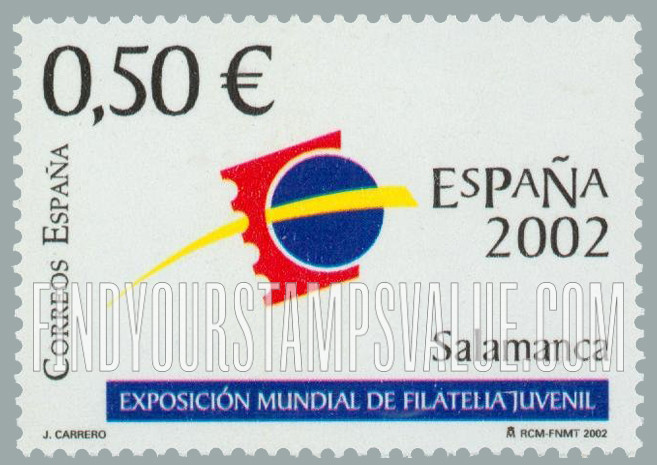 0,50 €
CORREOS ESPAÑA
ESPAÑA
2002
FINDYOURSTAMPSVALUE.COM
Salamanca
EXPOSICIÓN MUNDIAL DE FILATELIA JUVENIL
J. CARRERO
RCM-FNMT 2002